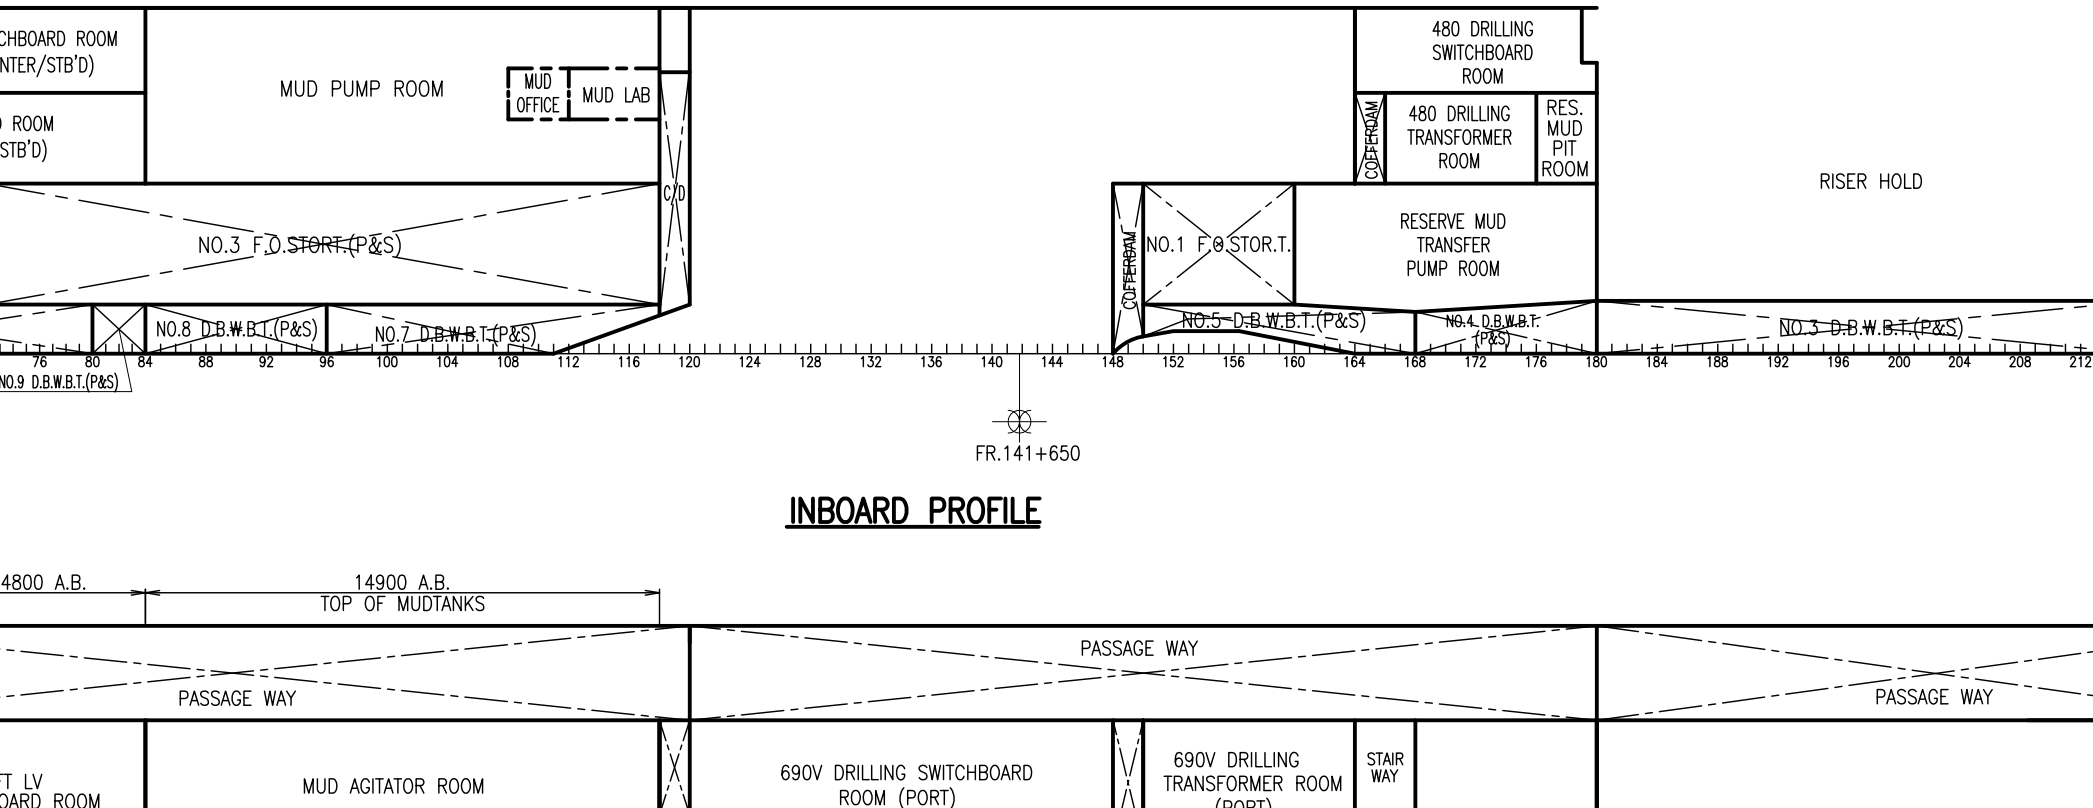 CHBOARD ROOM
NTER/STB'D)
ROOM
STB'D)
MUD PUMP ROOM
MUD
OFFICE
MUD LAB
C/D
NO.3 F.O.STOR.T.(P&S)
NO.8 D.B.W.B.T.(P&S)
NO.7 D.B.W.B.T.(P&S)
480 DRILLING
SWITCHBOARD
ROOM
COFFERDAM
480 DRILLING
TRANSFORMER
ROOM
RES.
MUD
PIT
ROOM
RISER HOLD
COFFERDAM
NO.1 F.O.STOR.T.
RESERVE MUD
TRANSFER
PUMP ROOM
NO.5 D.B.W.B.T.(P&S)
NO.4 D.B.W.B.T.
(P&S)
NO.3 D.B.W.B.T.(P&S)
76 80 84 88 92 96 100 104 108 112 116 120 124 128 132 136 140 144 148 152 156 160 164 168 172 176 180 184 188 192 196 200 204 208 212
NO.9 D.B.W.B.T.(P&S)
FR.141+650
INBOARD PROFILE
4800 A.B.
14900 A.B.
TOP OF MUDTANKS
PASSAGE WAY
PASSAGE WAY
PASSAGE WAY
FT LV
OARD ROOM
MUD AGITATOR ROOM
690V DRILLING SWITCHBOARD
ROOM (PORT)
690V DRILLING
TRANSFORMER ROOM
(PORT)
STAIR
WAY